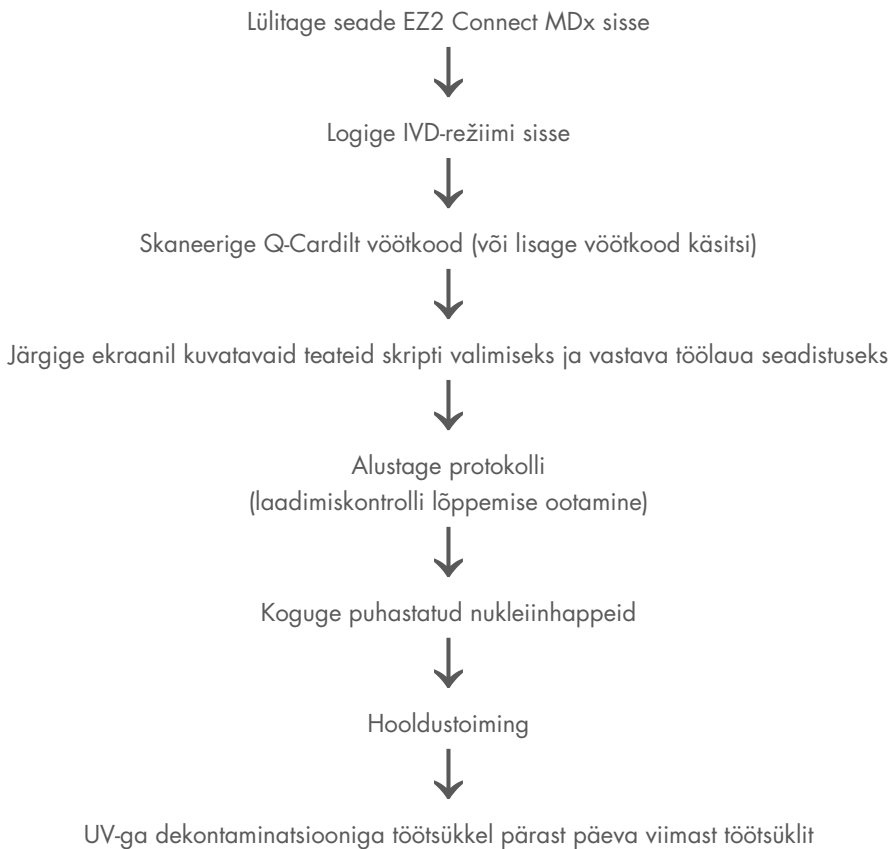 Lülitage seade EZ2 Connect MDx sisse
Logige IVD-režiimi sisse
Skaneerige Q-Cardilt vöötkood (või lisage vöötkood käsitsi)
Järgige ekraanil kuvatavaid teateid skripti valimiseks ja vastava töölaua seadistuseks
Alustage protokolli
(laadimiskontrolli lõppemise ootamine)
Koguge puhastatud nukleiinhappeid
Hooldustoiming
UV-ga dekontaminatsiooniga töötsükkel pärast päeva viimast töötsüklit